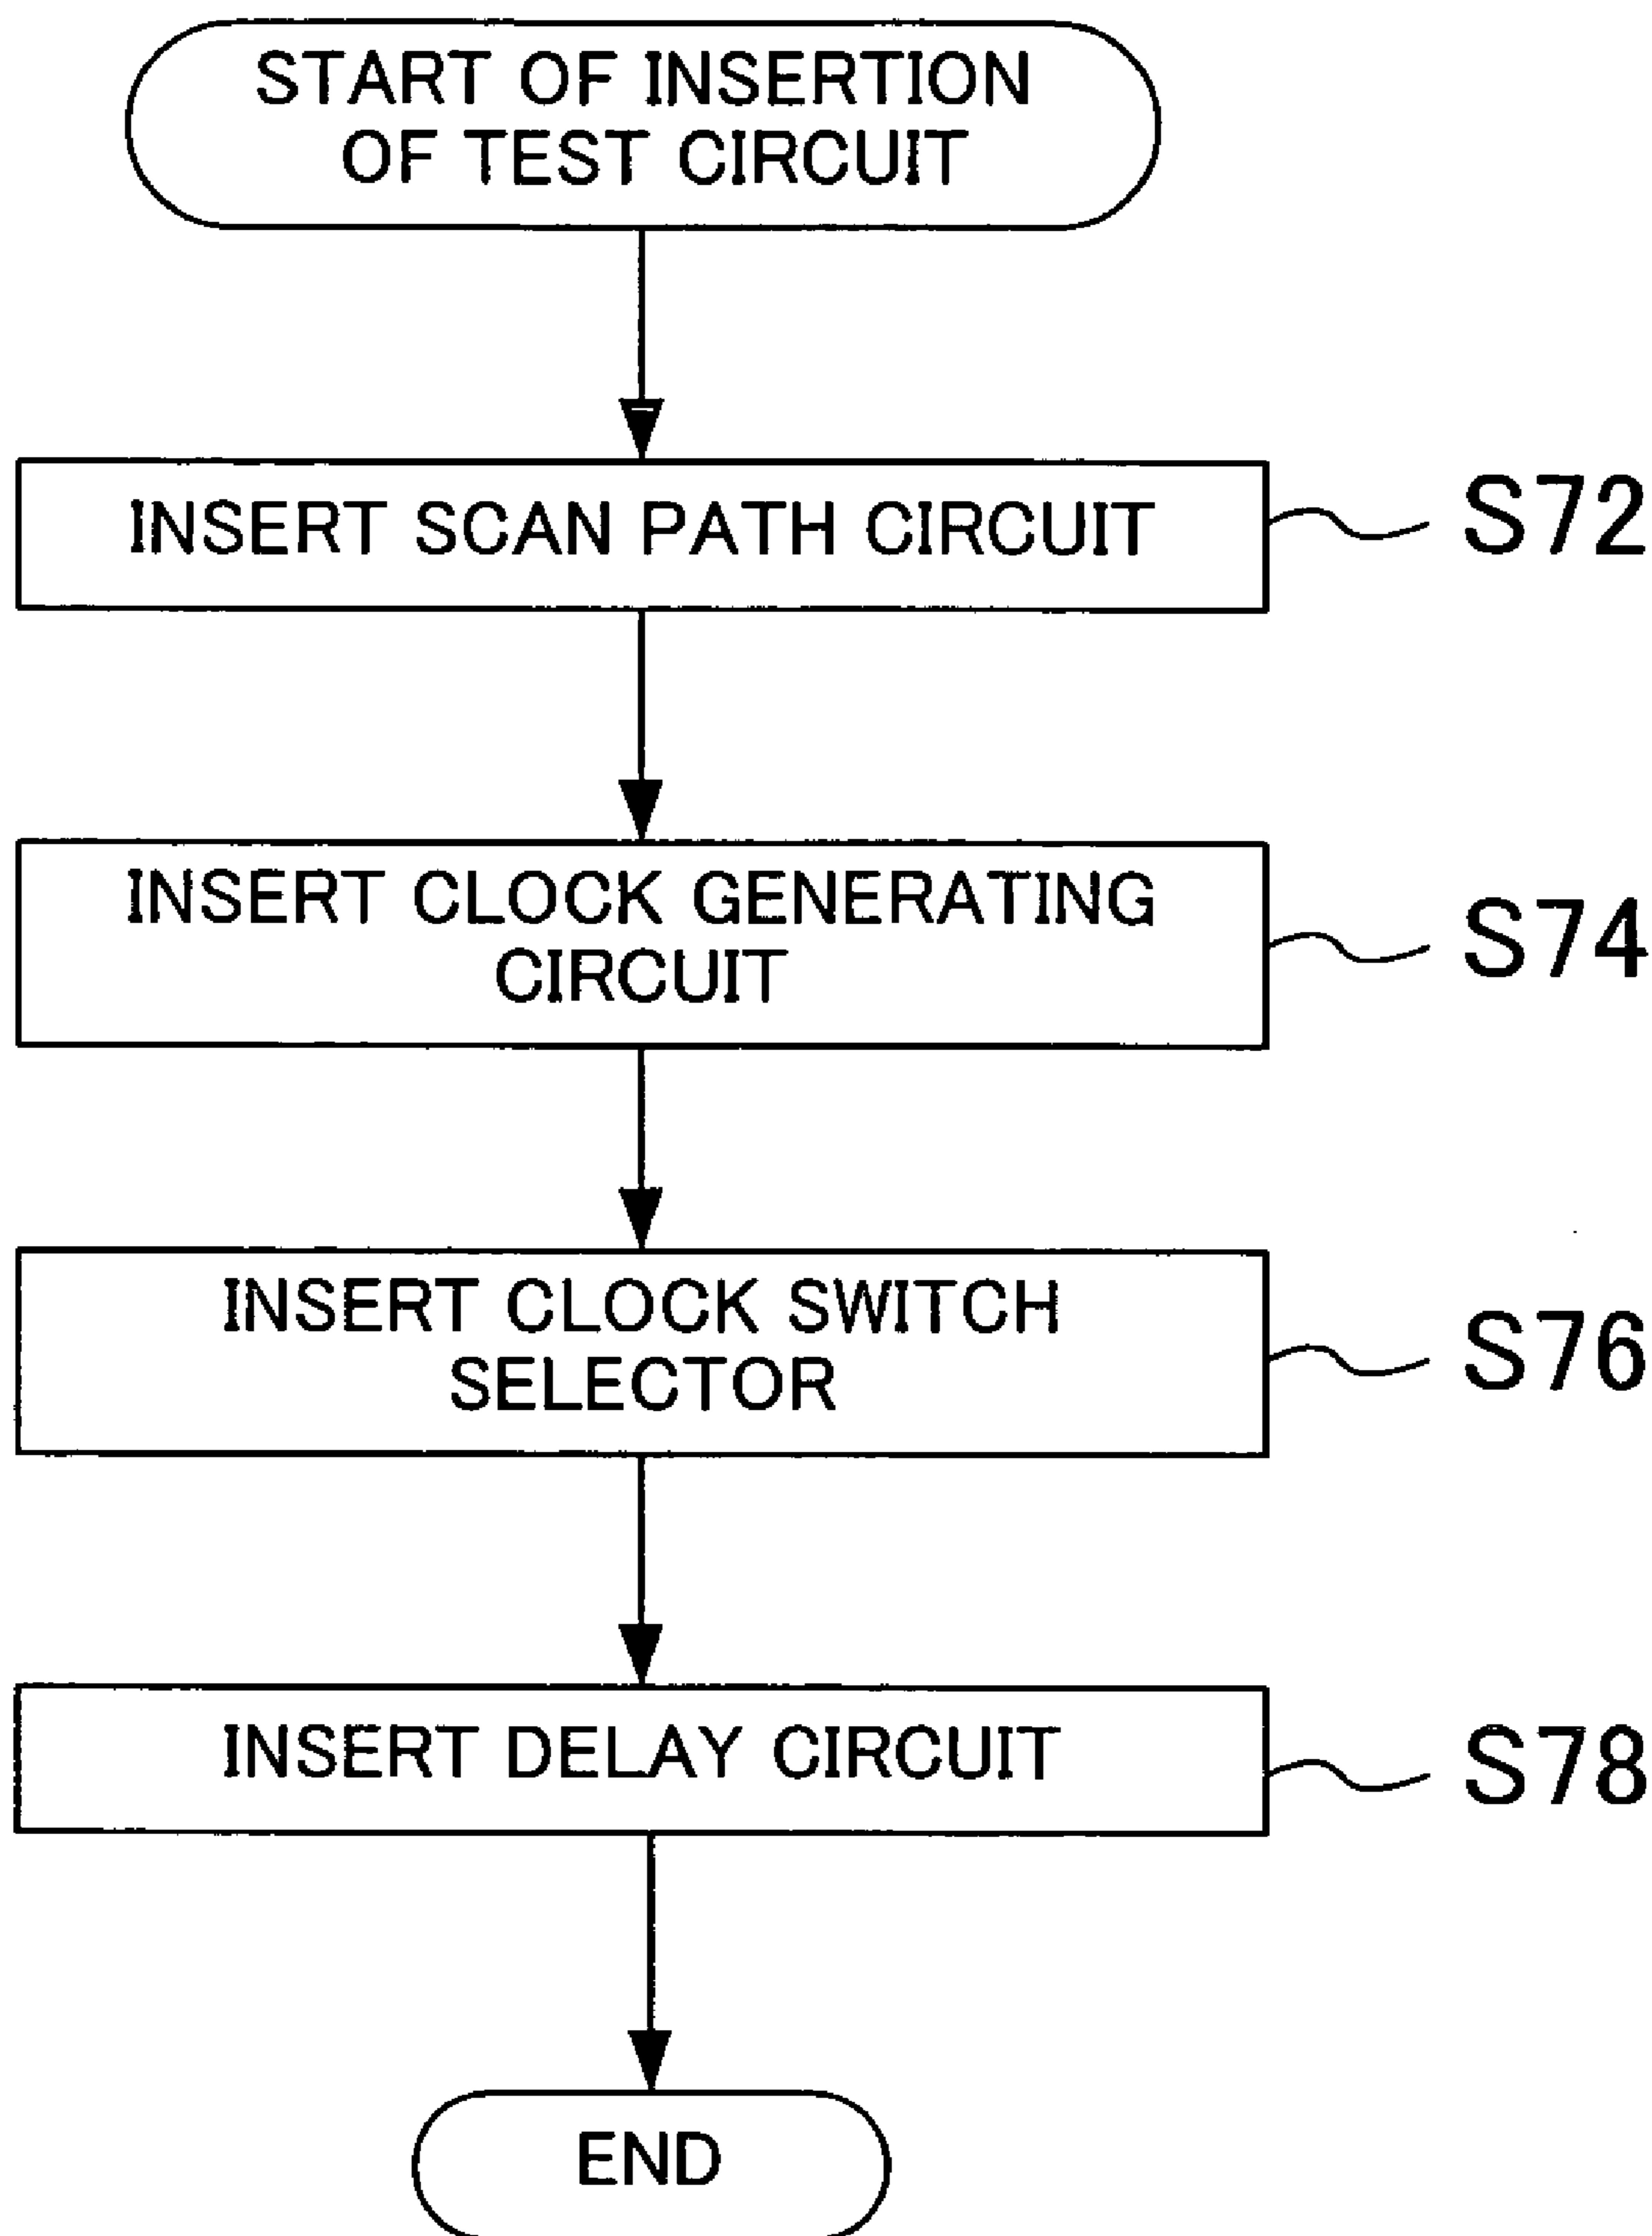 START OF INSERTION
OF TEST CIRCUIT
INSERT SCAN PATH CIRCUIT
S72
INSERT CLOCK GENERATING
CIRCUIT
S74
INSERT CLOCK SWITCH
SELECTOR
S76
INSERT DELAY CIRCUIT
S78
END